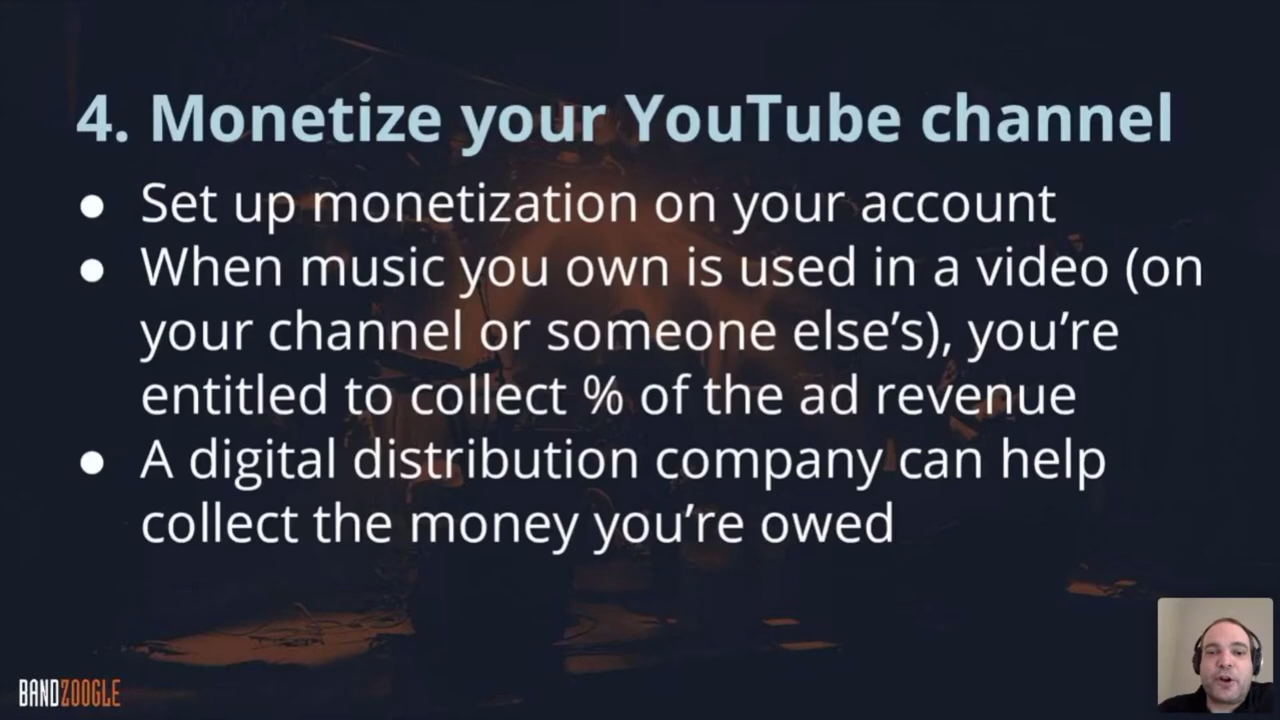 4. Monetize your YouTube channel
● Set up monetization on your account
● When music you own is used in a video (on
your channel or someone else’s), you’re
entitled to collect % of the ad revenue
● A digital distribution company can help
collect the money you’re owed
BANDZOOGLE